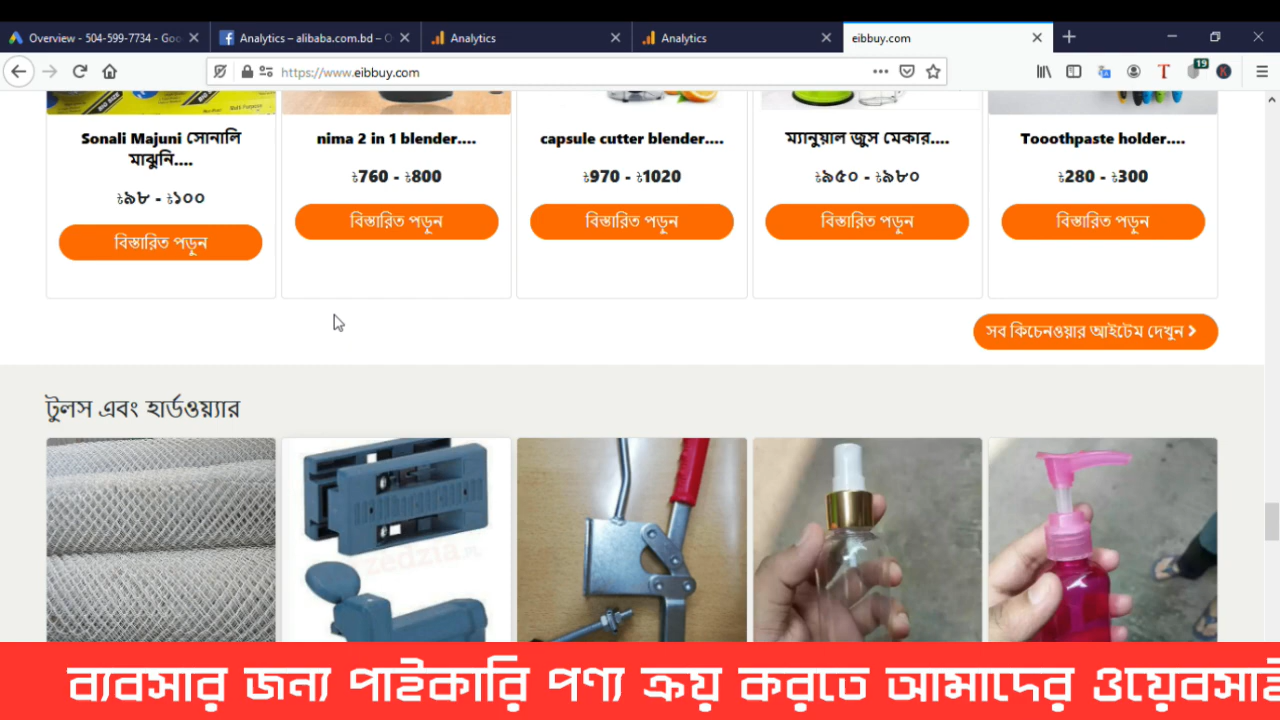 Overview - 504-599-7734 - Goo
Analytics – alibaba.com.bd – O
Analytics
Analytics
eibbuy.com
https://www.eibbuy.com
19
T
K
Sonali Majuni সোনালি
মাঝুনি....
৳৯৮ - ৳১০০
বিস্তারিত পড়ুন
nima 2 in 1 blender....
৳760 - ৳800
বিস্তারিত পড়ুন
capsule cutter blender....
৳970 - ৳1020
বিস্তারিত পড়ুন
ম্যানুয়াল জুস মেকার....
৳৯৫০ - ৳৯৮০
বিস্তারিত পড়ুন
Tooothpaste holder....
৳280 - ৳300
বিস্তারিত পড়ুন
সব কিচেনওয়ার আইটেম দেখুন
টুলস এবং হার্ডওয়্যার
ব্যবসার জন্য পাইকারি পণ্য ক্রয় করতে আমাদের ওয়েবসাই